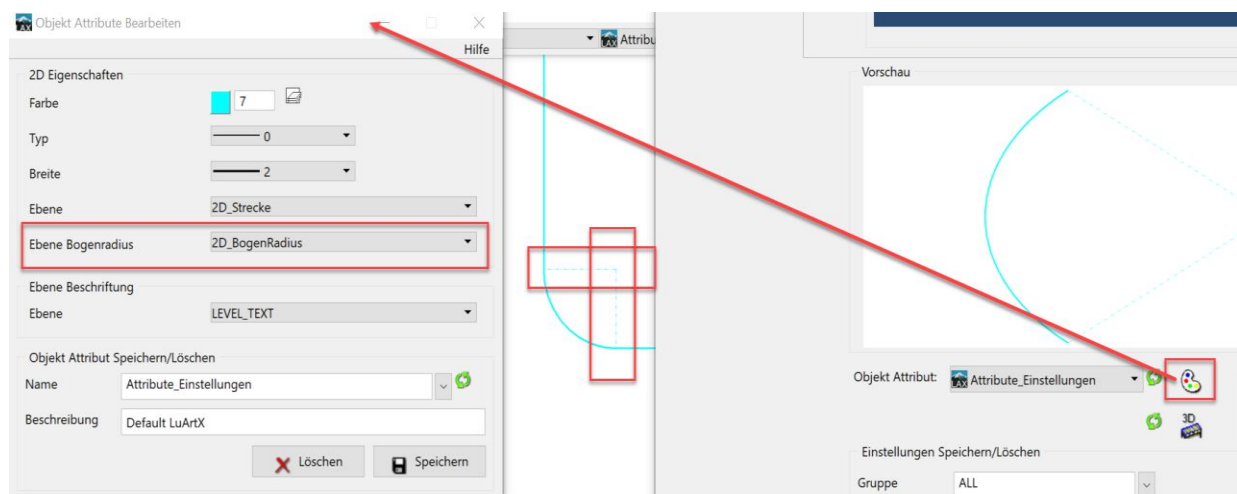 Objekt Attribute Bearbeiten
Hilfe
2D Eigenschaften
Farbe
7
Typ
0
Breite
2
Ebene
2D_Strecke
Ebene Bogenradius
2D_BogenRadius
Ebene Beschriftung
Ebene
LEVEL_TEXT
Objekt Attribut Speichern/Löschen
Name
Attribute_Einstellungen
Beschreibung
Default LuArtX
Löschen
Speichern
AX Attribu
Vorschau
Objekt Attribut:
AX Attribute_Einstellungen
3D
Einstellungen Speichern/Löschen
Gruppe
ALL